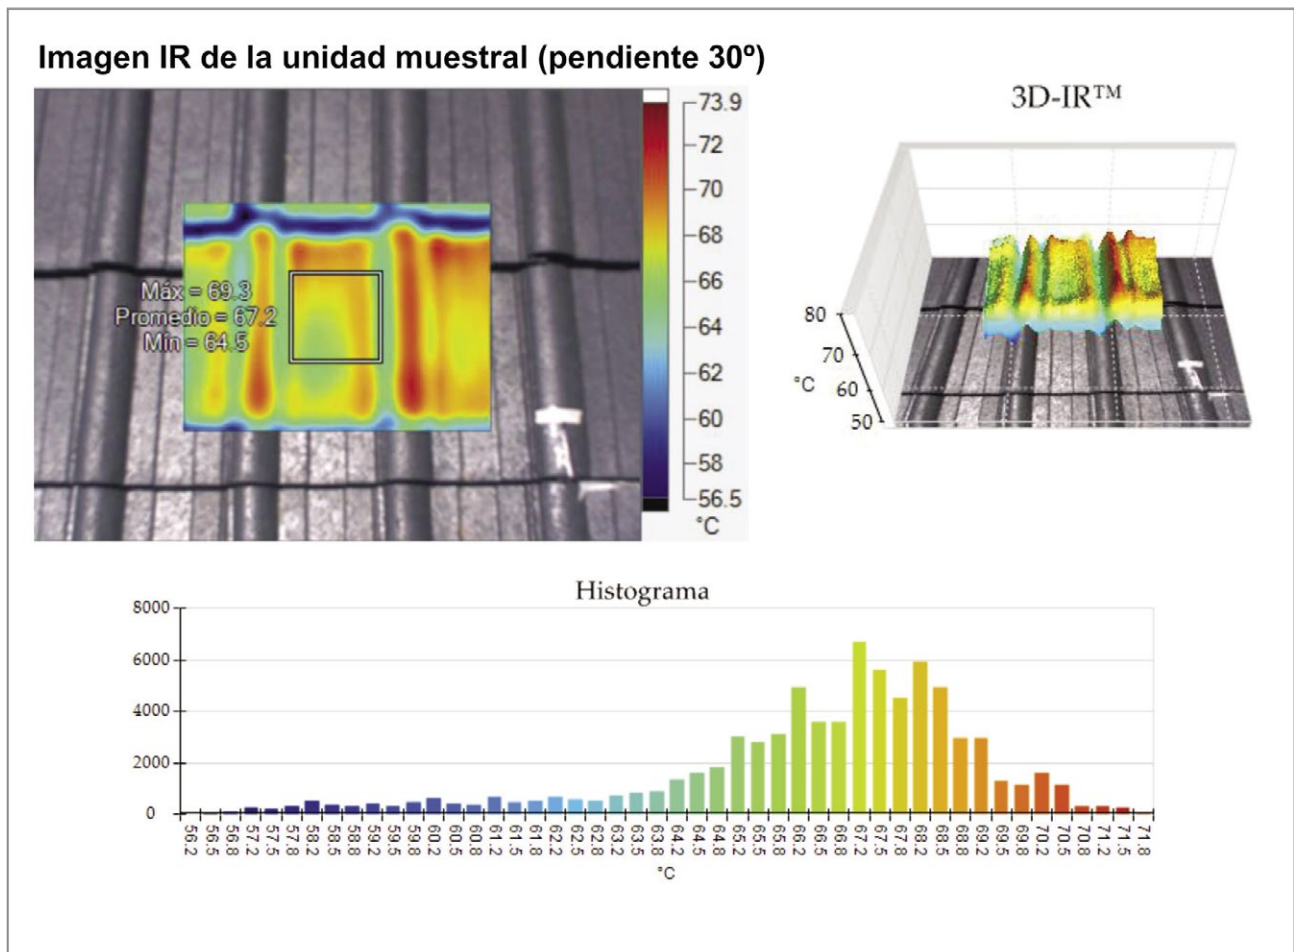 Imagen IR de la unidad muestral (pendiente 30º)
73.9
72
70
68
66
64
62
60
58
56.5
°C
Máx = 69.3
Promedio = 67.2
Min = 64.5
3D-IR™
80
70
°C
60
50
Histograma
8000
6000
4000
2000
0
56.2 56.5 56.8 57.2 57.5 57.8 58.2 58.5 58.8 59.2 59.5 59.8 60.2 60.5 60.8 61.2 61.5 61.8 62.2 62.5 62.8 63.2 63.5 63.8 64.2 64.5 64.8 65.2 65.5 65.8 66.2 66.5 66.8 67.2 67.5 67.8 68.2 68.5 68.8 69.2 69.5 69.8 70.2 70.5 70.8 71.2 71.5 71.8
°C